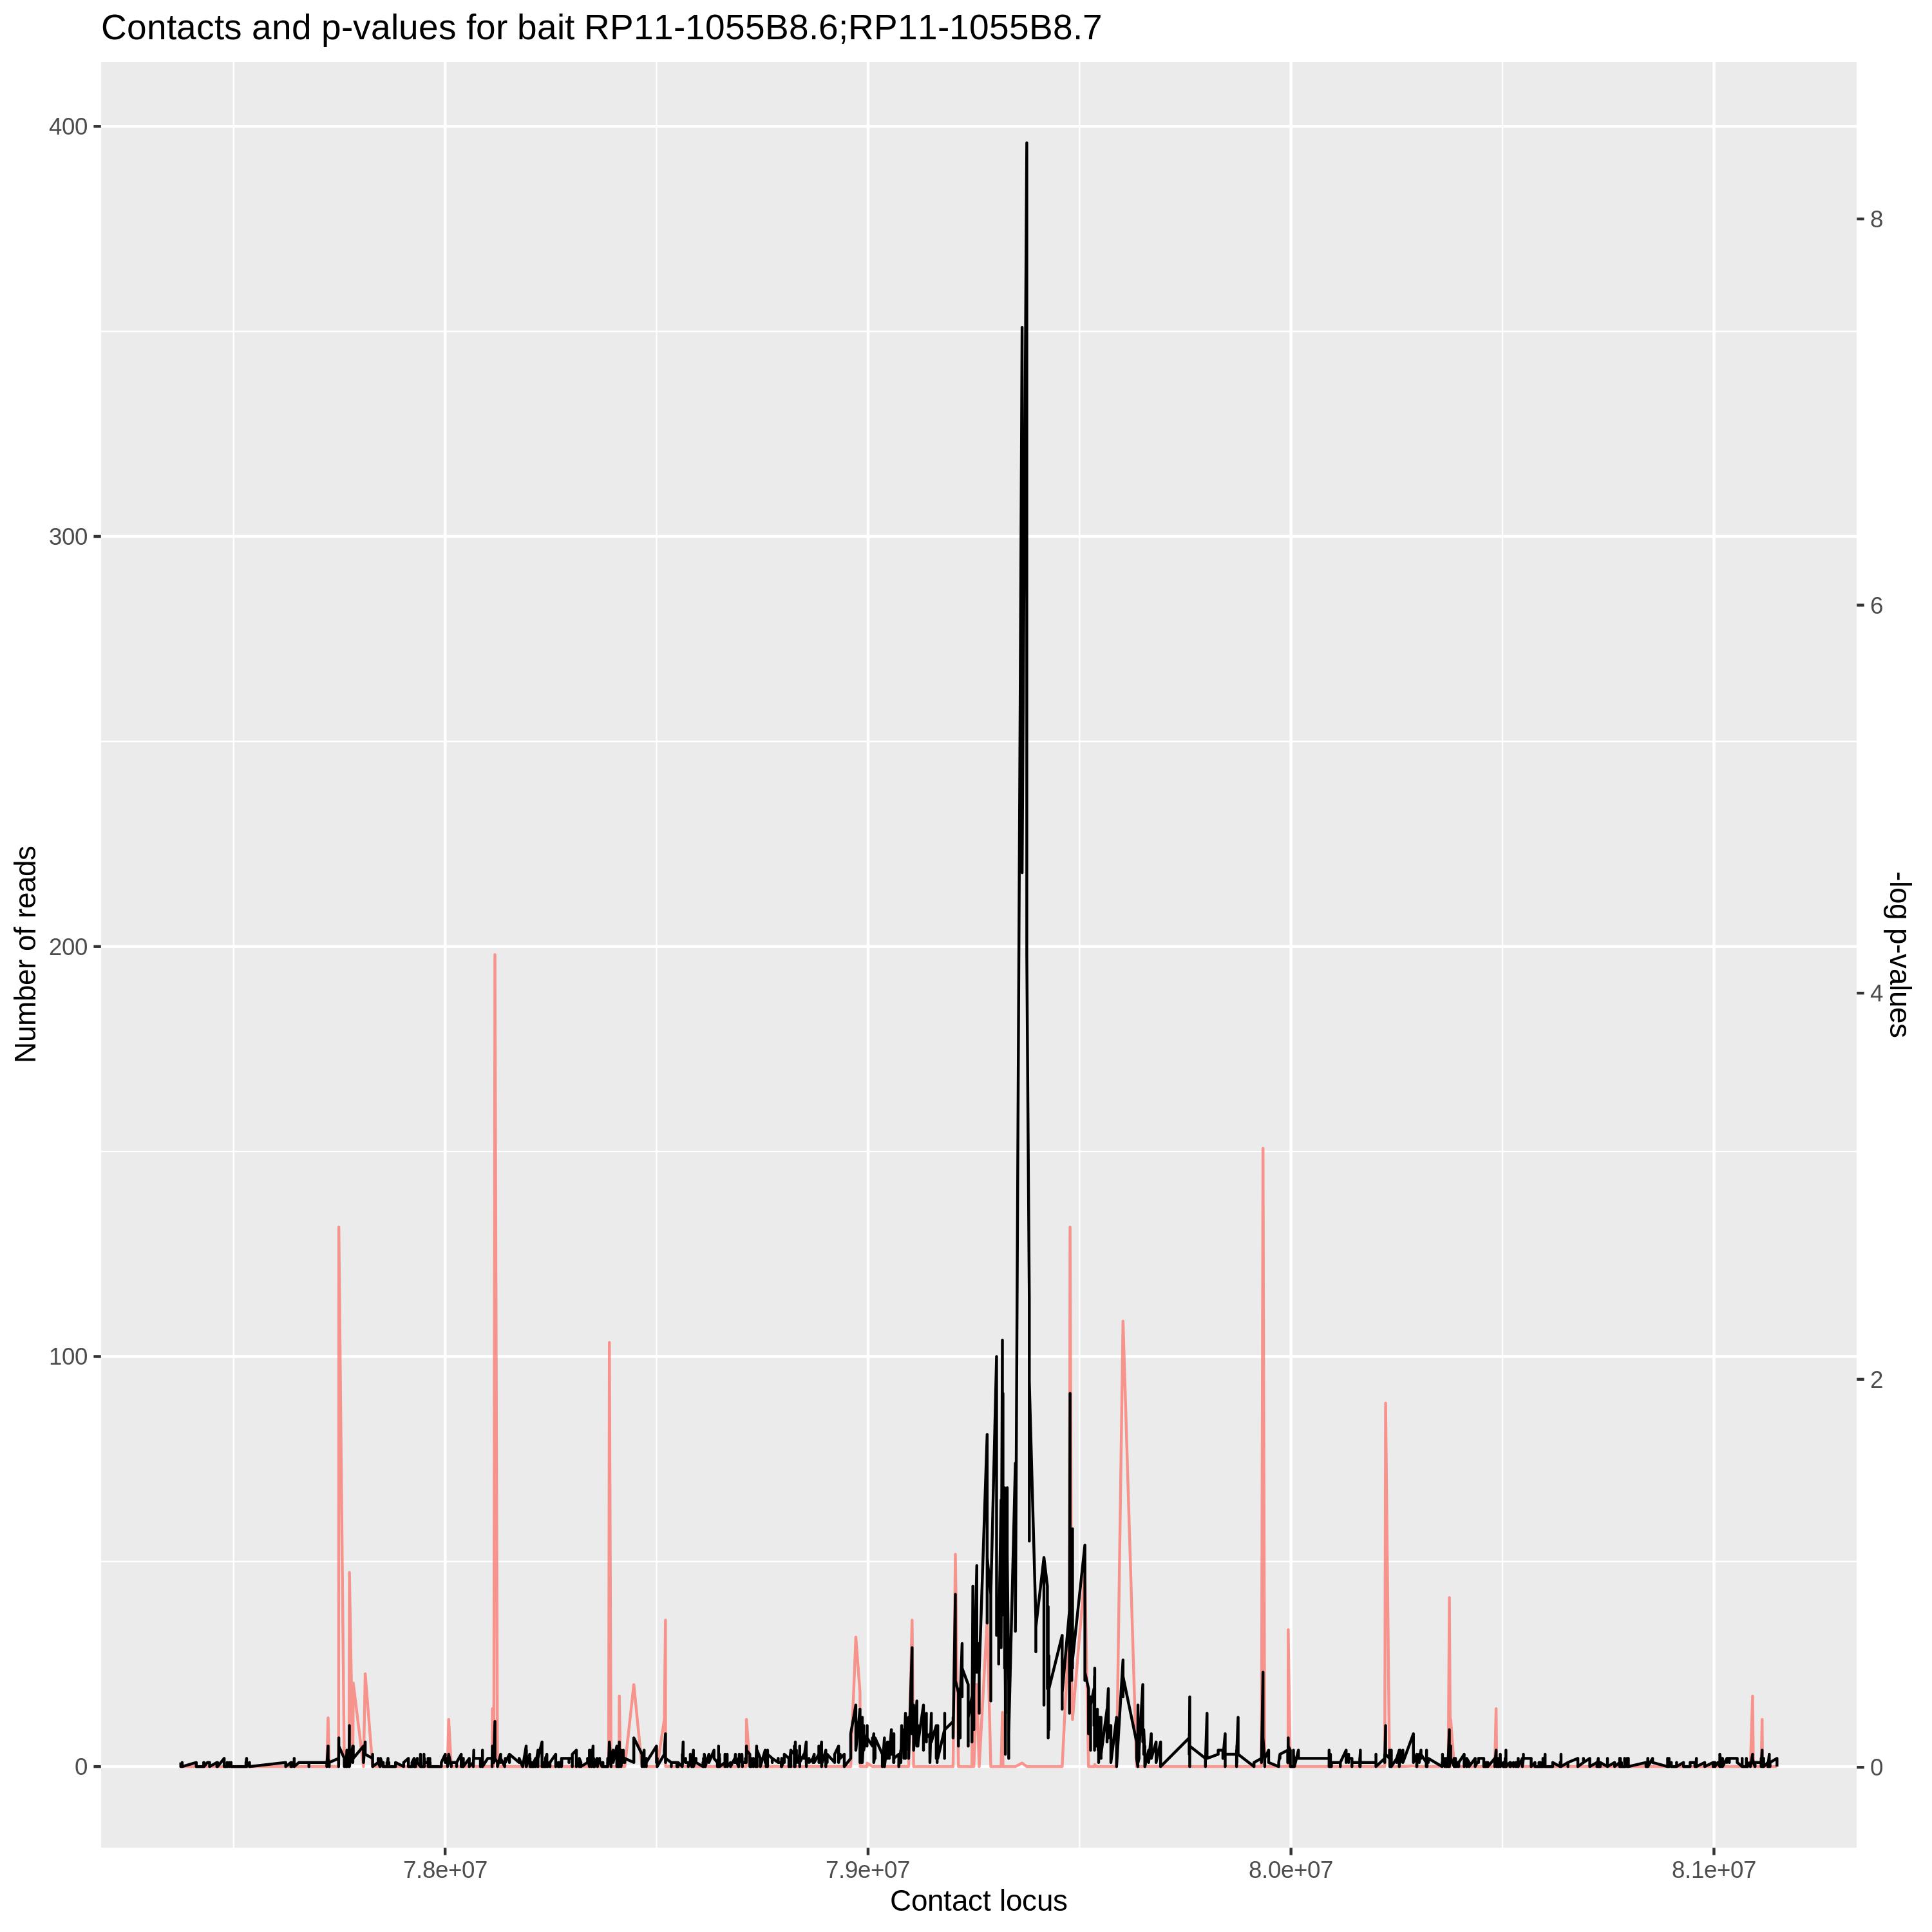 Contacts and p-values for bait RP11-1055B8.6;RP11-1055B8.7
400
300
200
100
0
Number of reads
8
6
4
2
0
-log p-values
7.8e+07 7.9e+07 8.0e+07 8.1e+07
Contact locus